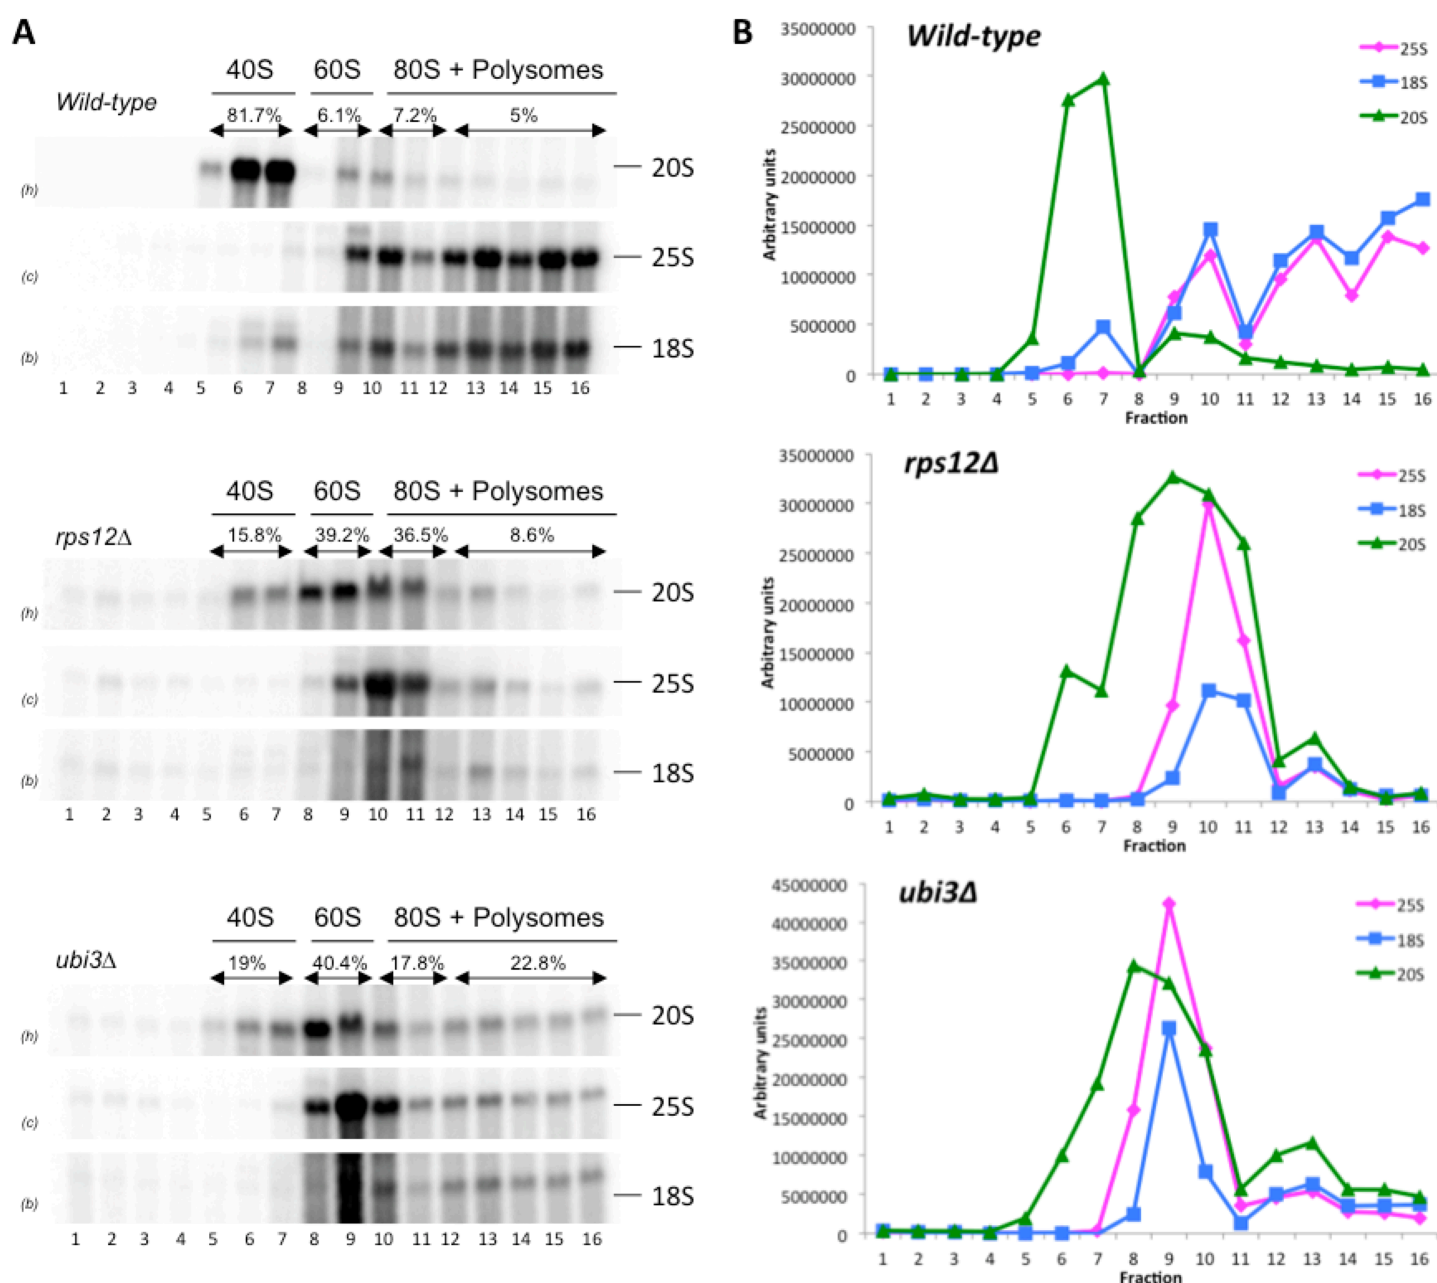 A
40S 60S 80S + Polysomes
Wild-type
81.7% 6.1% 7.2% 5%
(h) 20S
(c) 25S
(b) 18S
1 2 3 4 5 6 7 8 9 10 11 12 13 14 15 16
40S 60S 80S + Polysomes
rps12Δ
15.8% 39.2% 36.5% 8.6%
(h) 20S
(c) 25S
(b) 18S
1 2 3 4 5 6 7 8 9 10 11 12 13 14 15 16
40S 60S 80S + Polysomes
ubi3Δ
19% 40.4% 17.8% 22.8%
(h) 20S
(c) 25S
(b) 18S
1 2 3 4 5 6 7 8 9 10 11 12 13 14 15 16
B
Wild-type
35000000
30000000
25000000
20000000
15000000
10000000
5000000
0
Arbitrary units
25S
18S
20S
1 2 3 4 5 6 7 8 9 10 11 12 13 14 15 16
Fraction
rps12Δ
35000000
30000000
25000000
20000000
15000000
10000000
5000000
0
Arbitrary units
25S
18S
20S
1 2 3 4 5 6 7 8 9 10 11 12 13 14 15 16
Fraction
ubi3Δ
45000000
40000000
35000000
30000000
25000000
20000000
15000000
10000000
5000000
0
Arbitrary units
25S
18S
20S
1 2 3 4 5 6 7 8 9 10 11 12 13 14 15 16
Fraction